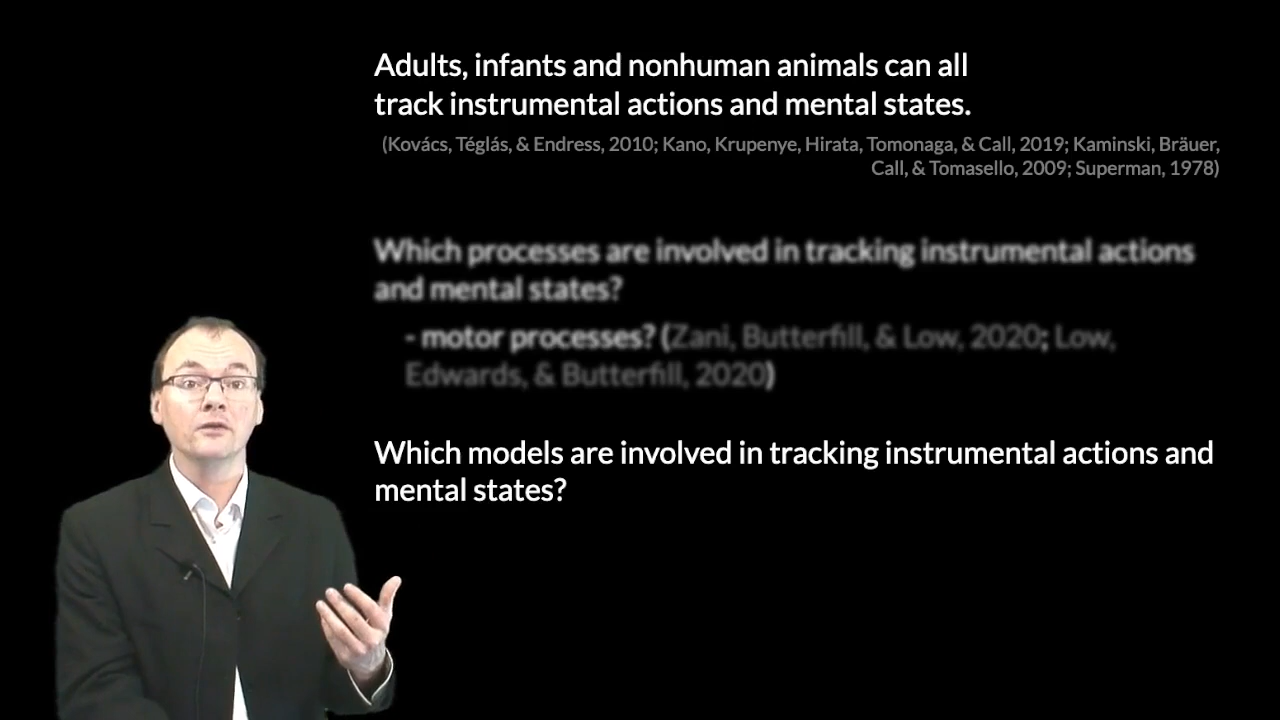 Adults, infants and nonhuman animals can all
track instrumental actions and mental states.
(Kovács, Téglás, & Endress, 2010; Kano, Krupenye, Hirata, Tomonaga, & Call, 2019; Kaminski, Bräuer,
Call, & Tomasello, 2009; Superman, 1978)
Which processes are involved in tracking instrumental actions
and mental states?
- motor processes? (Zani, Butterfill, & Low, 2020; Low,
Edwards, & Butterfill, 2020)
Which models are involved in tracking instrumental actions and
mental states?